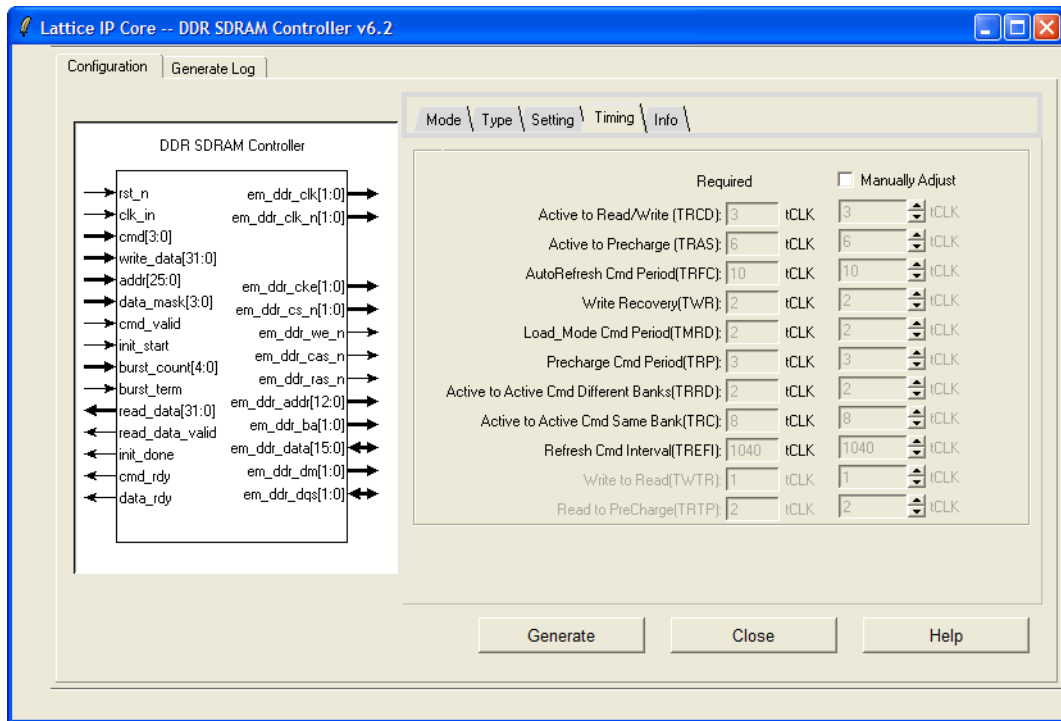 Lattice IP Core -- DDR SDRAM Controller v6.2
Configuration Generate Log
DDR SDRAM Controller
rst_n em_ddr_clk[1:0]
clk_in em_ddr_clk_n[1:0]
cmd[3:0]
write_data[31:0]
addr[25:0] em_ddr_cke[1:0]
data_mask[3:0] em_ddr_cs_n[1:0]
cmd_valid em_ddr_we_n
init_start em_ddr_cas_n
burst_count[4:0] em_ddr_ras_n
burst_term em_ddr_addr[12:0]
read_data[31:0] em_ddr_ba[1:0]
read_data_valid em_ddr_data[15:0]
init_done em_ddr_dm[1:0]
cmd_rdy em_ddr_dqs[1:0]
data_rdy
Mode Type Setting Timing Info
Required Manually Adjust
Active to Read/Write (TRCD): 3 tCLK 3 tCLK
Active to Precharge (TRAS): 6 tCLK 6 tCLK
AutoRefresh Cmd Period(TRFC): 10 tCLK 10 tCLK
Write Recovery(TWR): 2 tCLK 2 tCLK
Load_Mode Cmd Period(TMRD): 2 tCLK 2 tCLK
Precharge Cmd Period(TRP): 3 tCLK 3 tCLK
Active to Active Cmd Different Banks(TRRD): 2 tCLK 2 tCLK
Active to Active Cmd Same Bank(TRC): 8 tCLK 8 tCLK
Refresh Cmd Interval(TREFI): 1040 tCLK 1040 tCLK
Write to Read(TWTR): 1 tCLK 1 tCLK
Read to PreCharge(TRTP): 2 tCLK 2 tCLK
Generate Close Help